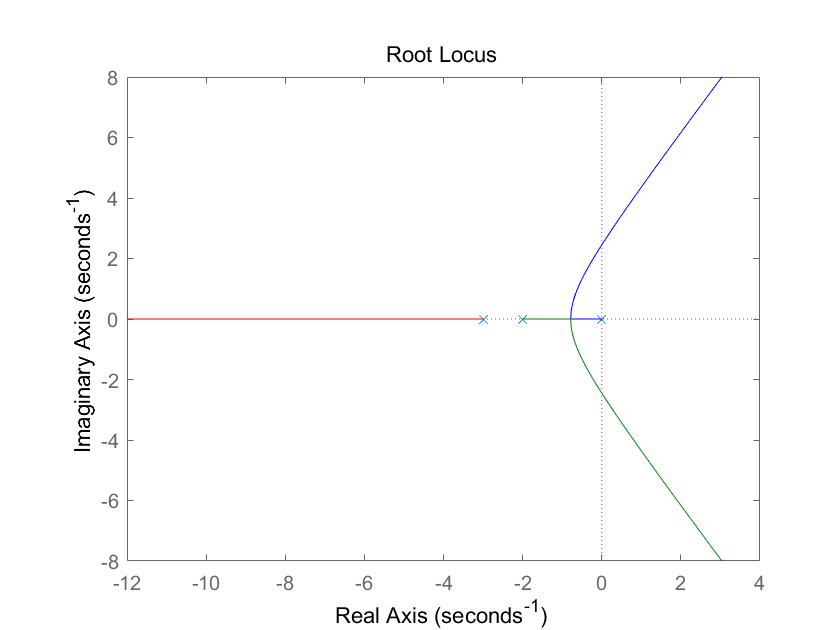 Root Locus
Imaginary Axis (seconds-1)
8
6
4
2
0
-2
-4
-6
-8
-12 -10 -8 -6 -4 -2 0 2 4
Real Axis (seconds-1)